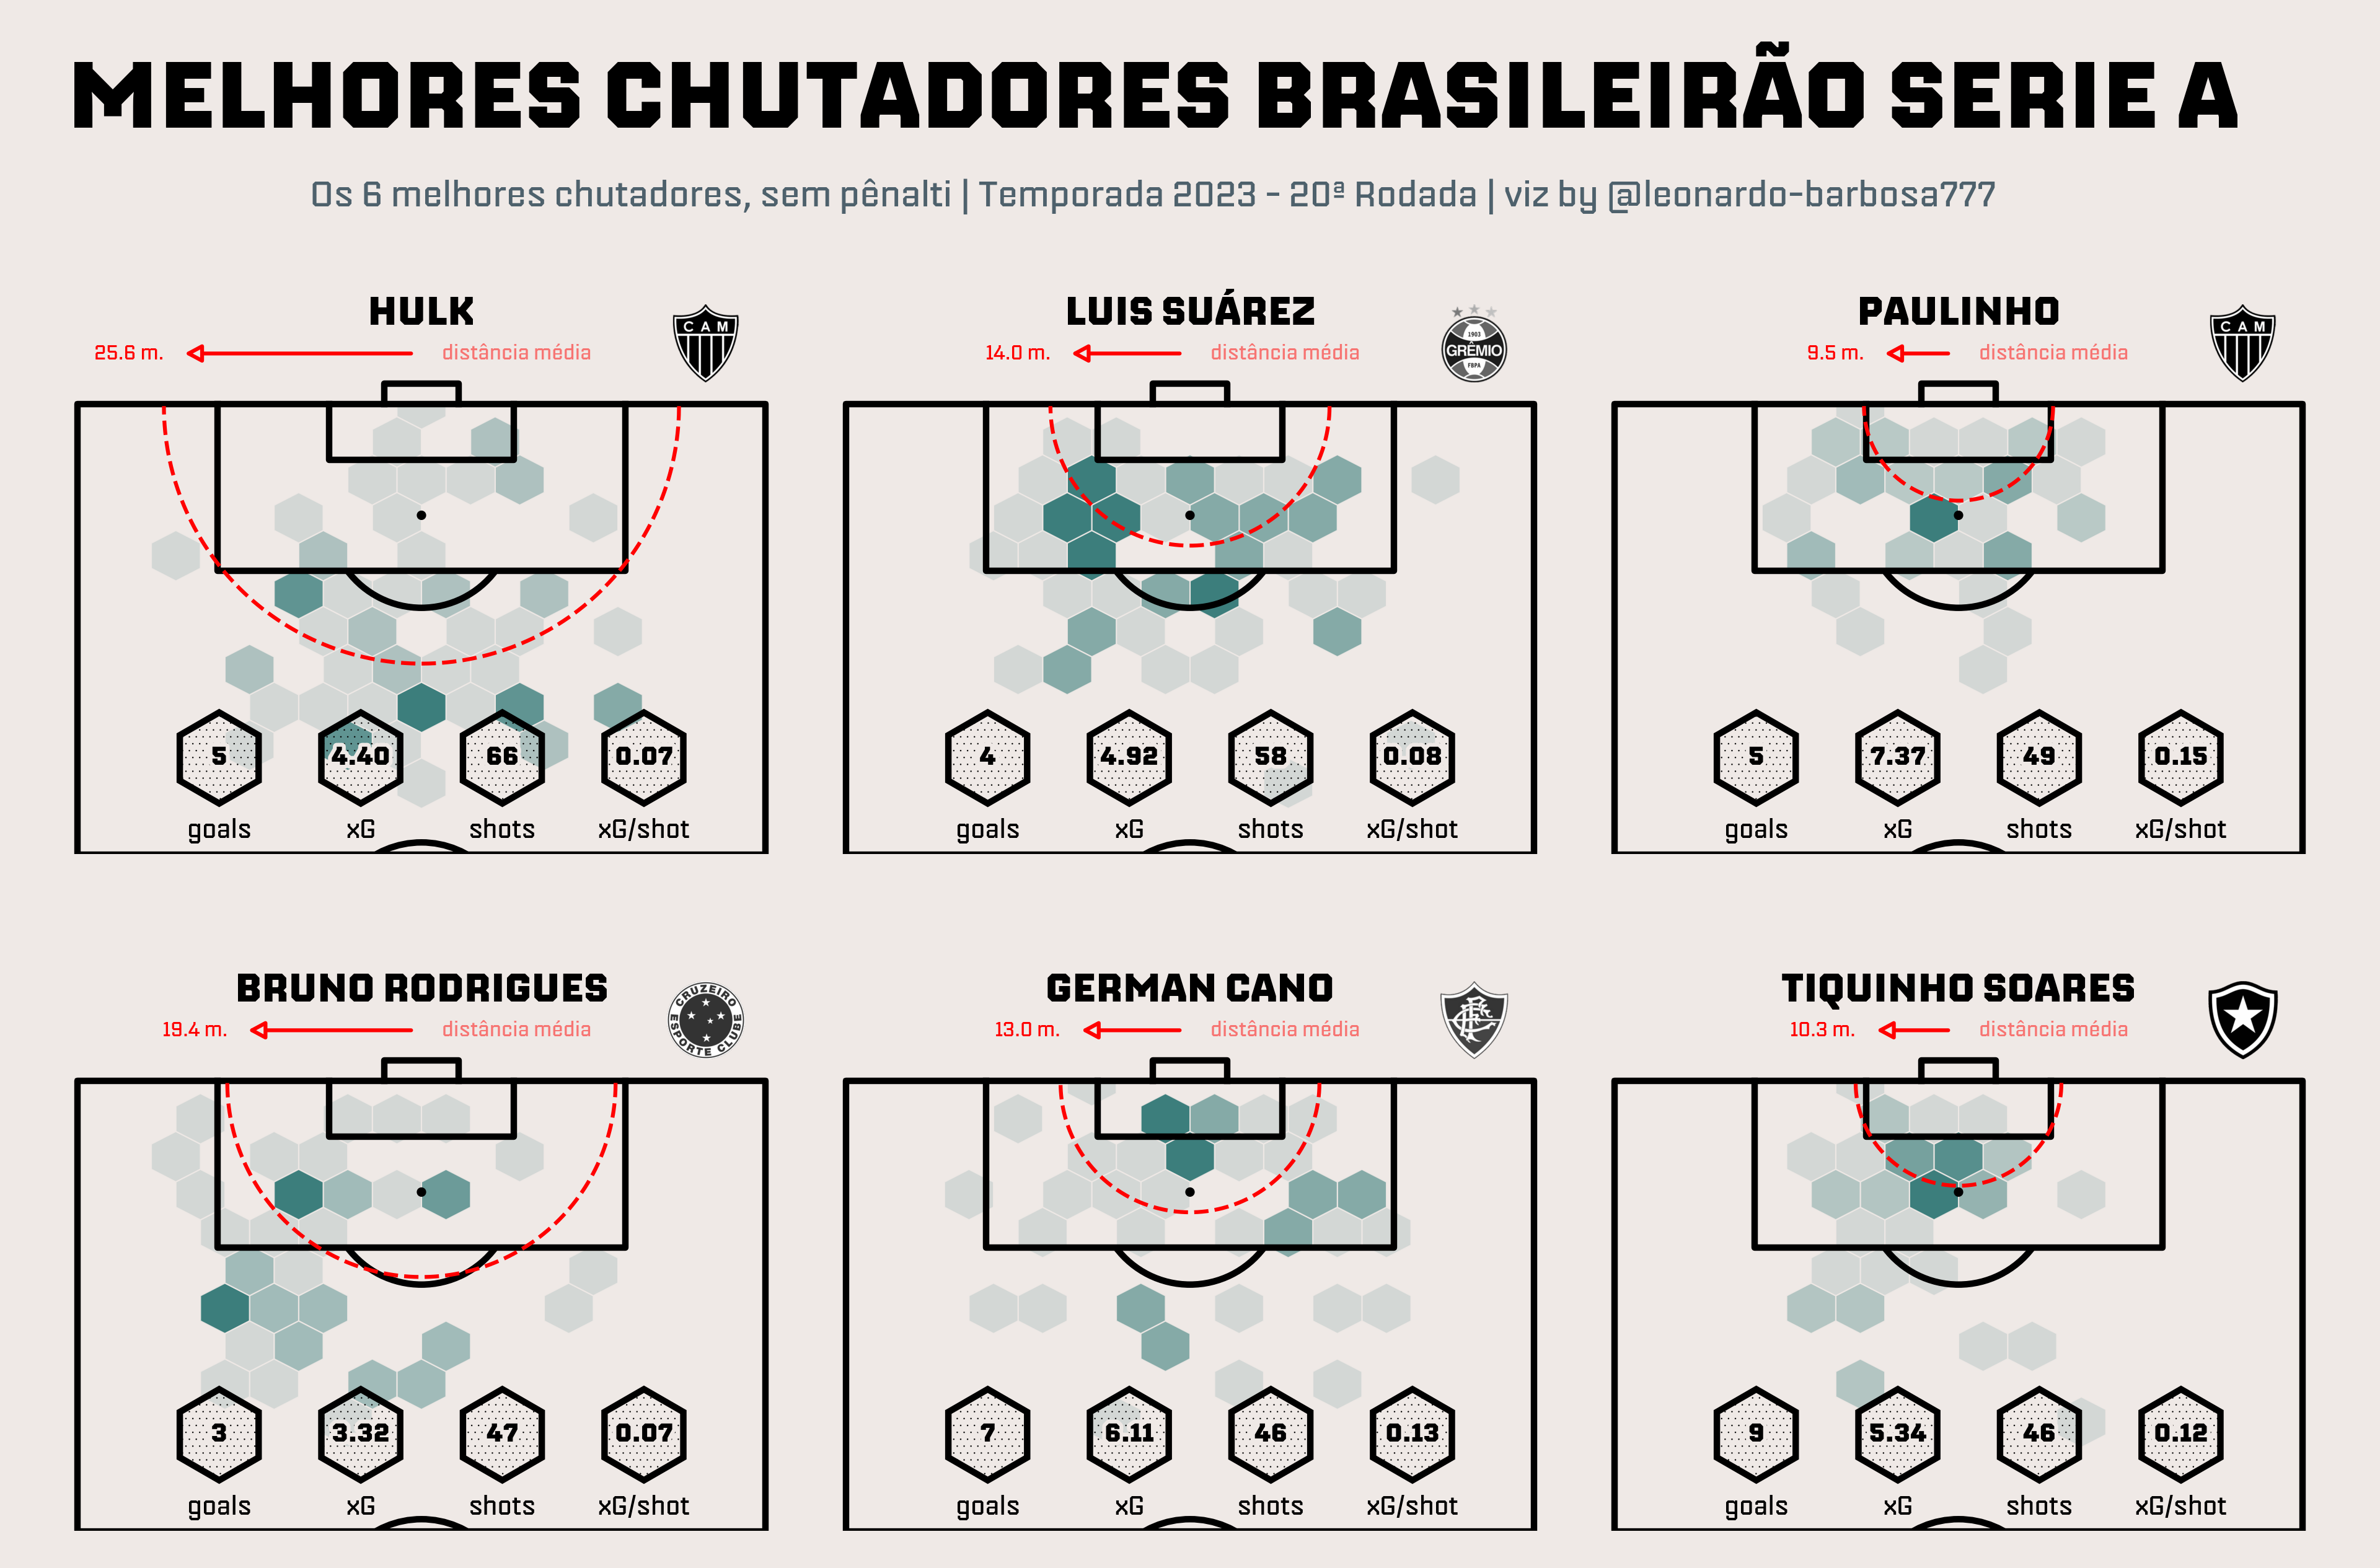 MELHORES CHUTADORES BRASILEIRÃO SERIE A
Os 6 melhores chutadores, sem pênalti | Temporada 2023 - 20ª Rodada | viz by @leonardo-barbosa777
HULK
25.6 m. distância média
CAM
5 4.40 66 0.07
goals xG shots xG/shot
LUIS SUÁREZ
14.0 m. distância média
1903
GRÊMIO
FBPA
4 4.92 58 0.08
goals xG shots xG/shot
PAULINHO
9.5 m. distância média
CAM
5 7.37 49 0.15
goals xG shots xG/shot
BRUNO RODRIGUES
19.4 m. distância média
CRUZEIRO
ESPORTE CLUBE
3 3.32 47 0.07
goals xG shots xG/shot
GERMAN CANO
13.0 m. distância média
FFC
7 6.11 46 0.13
goals xG shots xG/shot
TIQUINHO SOARES
10.3 m. distância média
9 5.34 46 0.12
goals xG shots xG/shot